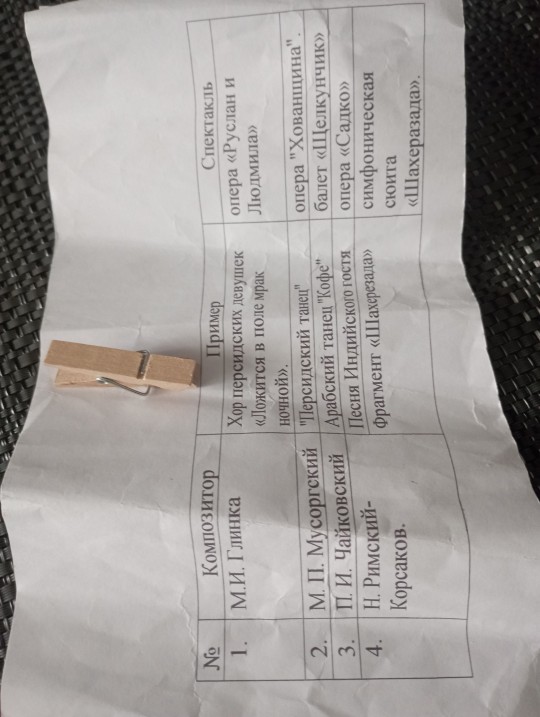 № Композитор Пример Спектакль
1. М.И. Глинка Хор персидских девушек опера «Руслан и
«Ложится в поле мрак Людмила»
ночной».
2. М. П. Мусоргский "Персидский танец" опера "Хованщина".
3. П. И. Чайковский Арабский танец "Кофе" балет «Щелкунчик»
4. Н. Римский- Песня Индийского гостя опера «Садко»
Корсаков. Фрагмент «Шахерезада» симфоническая
сюита
«Шахеразада».